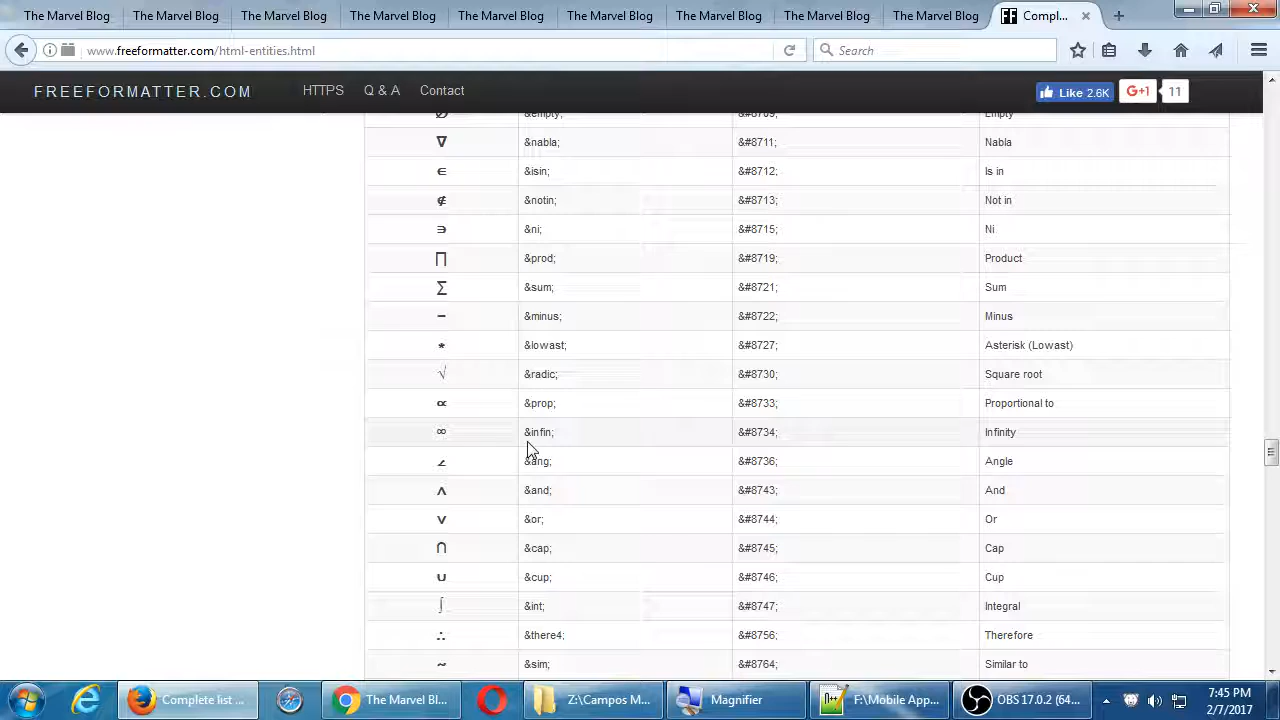 The Marvel Blog The Marvel Blog The Marvel Blog The Marvel Blog The Marvel Blog The Marvel Blog The Marvel Blog The Marvel Blog The Marvel Blog Compl...
www.freeformatter.com/html-entities.html Search
FREEFORMATTER.COM HTTPS Q & A Contact Like 2.6K G+1 11
&empty; &#8709; Empty
∇ &nabla; &#8711; Nabla
∈ &isin; &#8712; Is in
∉ &notin; &#8713; Not in
∋ &ni; &#8715; Ni
∏ &prod; &#8719; Product
∑ &sum; &#8721; Sum
− &minus; &#8722; Minus
∗ &lowast; &#8727; Asterisk (Lowast)
√ &radic; &#8730; Square root
∝ &prop; &#8733; Proportional to
∞ &infin; &#8734; Infinity
∠ &ang; &#8736; Angle
∧ &and; &#8743; And
∨ &or; &#8744; Or
∩ &cap; &#8745; Cap
∪ &cup; &#8746; Cup
∫ &int; &#8747; Integral
∴ &there4; &#8756; Therefore
∼ &sim; &#8764; Similar to
Complete list ... The Marvel Bl... Z:\Campos M... Magnifier F:\Mobile App... OBS 17.0.2 (64... 7:45 PM
2/7/2017